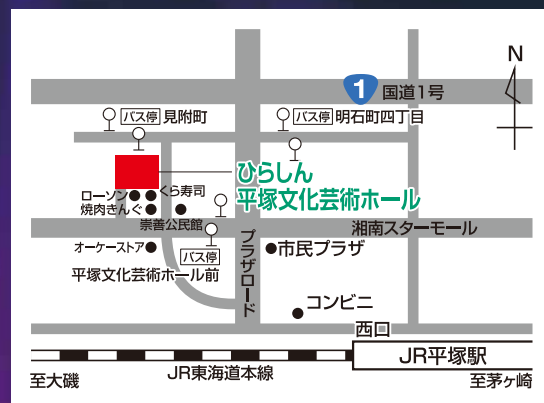 N
1
国道1号
バス停 見附町
バス停 明石町四丁目
ひらしん
平塚文化芸術ホール
ローソン
くら寿司
焼肉きんぐ
崇善公民館
湘南スターモール
オーケーストア
バス停
平塚文化芸術ホール前
プラザロード
市民プラザ
コンビニ
西口
JR平塚駅
JR東海道本線
至大磯
至茅ヶ崎